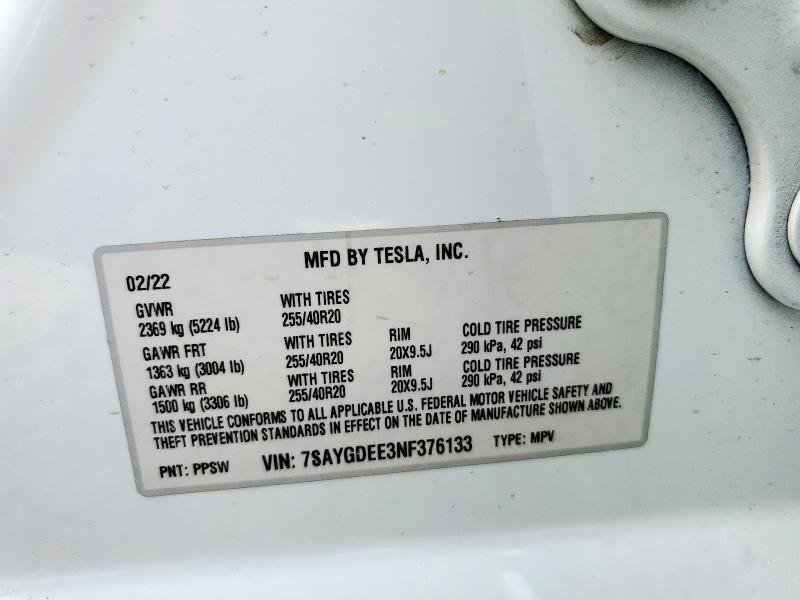 MFD BY TESLA, INC.
02/22
GVWR WITH TIRES
2369 kg (5224 lb) 255/40R20
GAWR FRT WITH TIRES RIM COLD TIRE PRESSURE
1363 kg (3004 lb) 255/40R20 20X9.5J 290 kPa, 42 psi
GAWR RR WITH TIRES RIM COLD TIRE PRESSURE
1500 kg (3306 lb) 255/40R20 20X9.5J 290 kPa, 42 psi
THIS VEHICLE CONFORMS TO ALL APPLICABLE U.S. FEDERAL MOTOR VEHICLE SAFETY AND
THEFT PREVENTION STANDARDS IN EFFECT ON THE DATE OF MANUFACTURE SHOWN ABOVE.
PNT: PPSW VIN: 7SAYGDEE3NF376133 TYPE: MPV